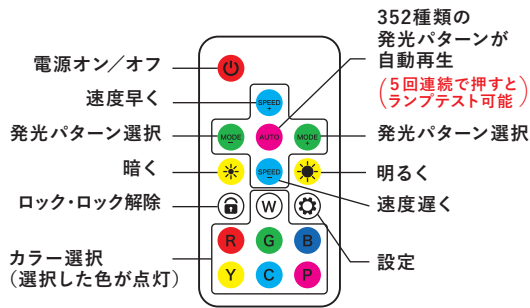 352種類の
発光パターンが
自動再生
(5回連続で押すと
ランプテスト可能)
電源オン／オフ
速度早く
発光パターン選択
暗く
ロック・ロック解除
カラー選択
(選択した色が点灯)
SPEED
+
MODE
−
AUTO
MODE
+
SPEED
−
W
R G B
Y C P
発光パターン選択
明るく
速度遅く
設定